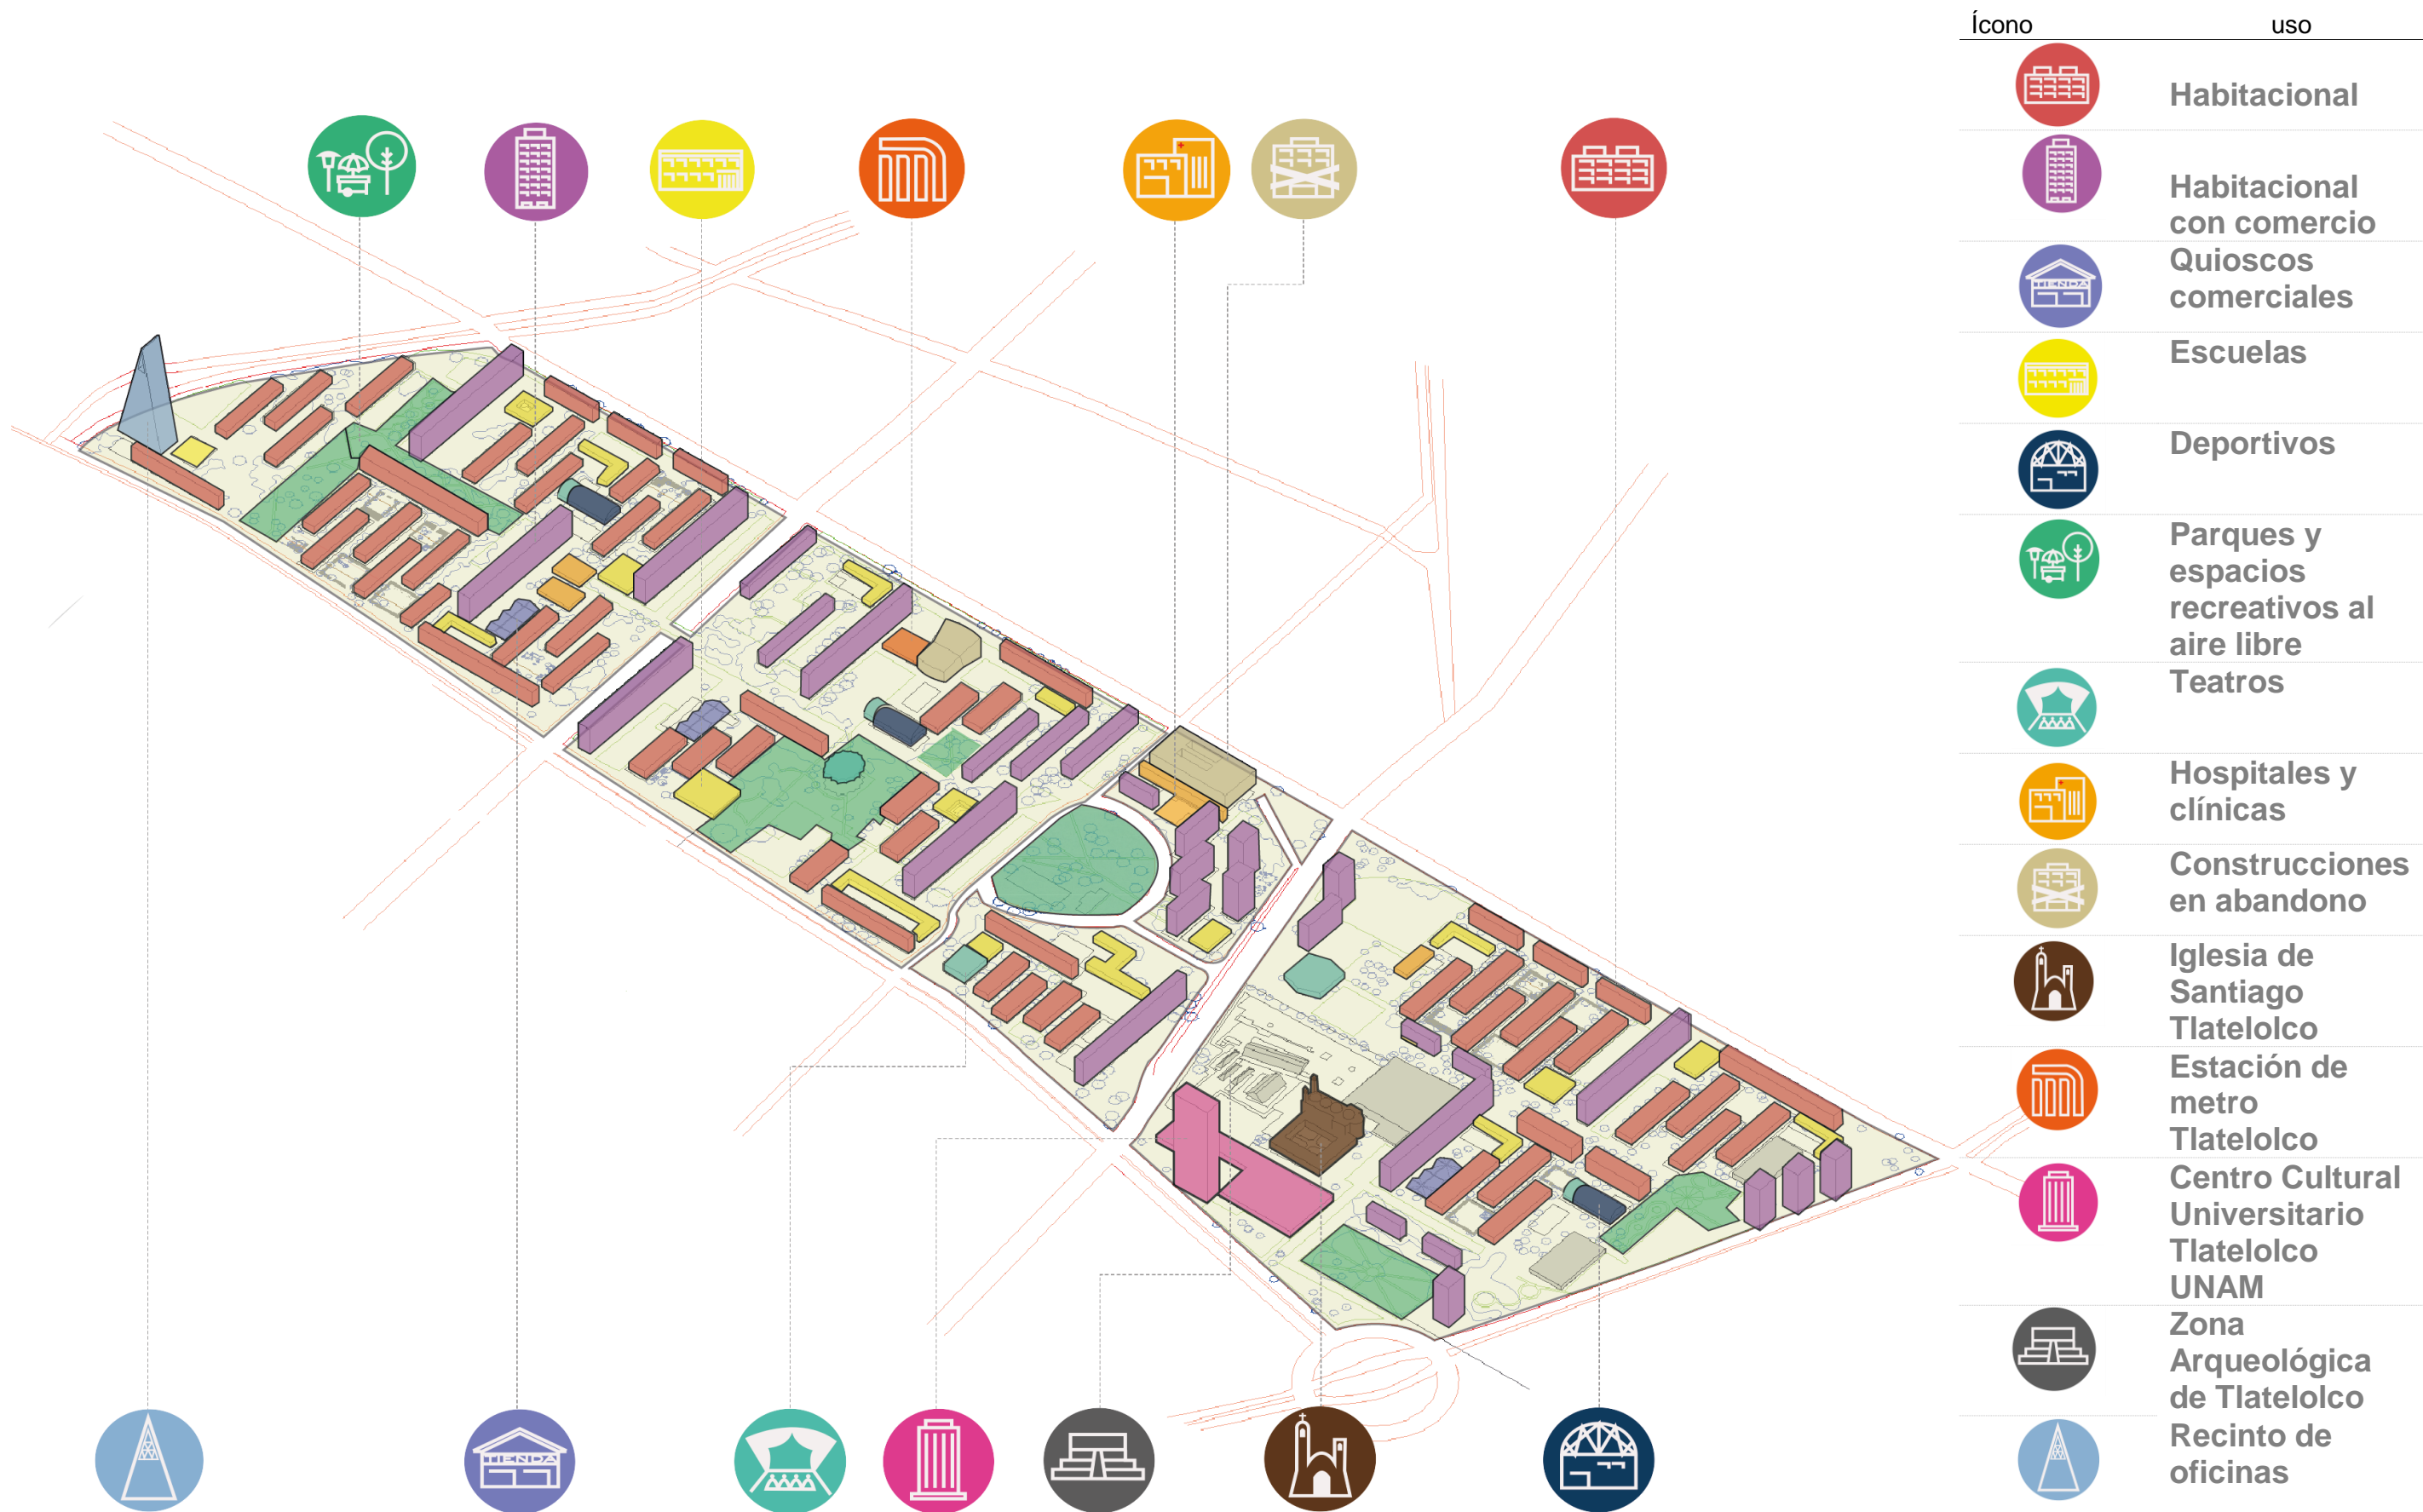 Ícono uso
Habitacional
Habitacional
con comercio
Quioscos
comerciales
TIENDA
Escuelas
Deportivos
Parques y
espacios
recreativos al
aire libre
Teatros
Hospitales y
clínicas
Construcciones
en abandono
Iglesia de
Santiago
Tlatelolco
Estación de
metro
Tlatelolco
Centro Cultural
Universitario
Tlatelolco
UNAM
Zona
Arqueológica
de Tlatelolco
Recinto de
oficinas
TIENDA